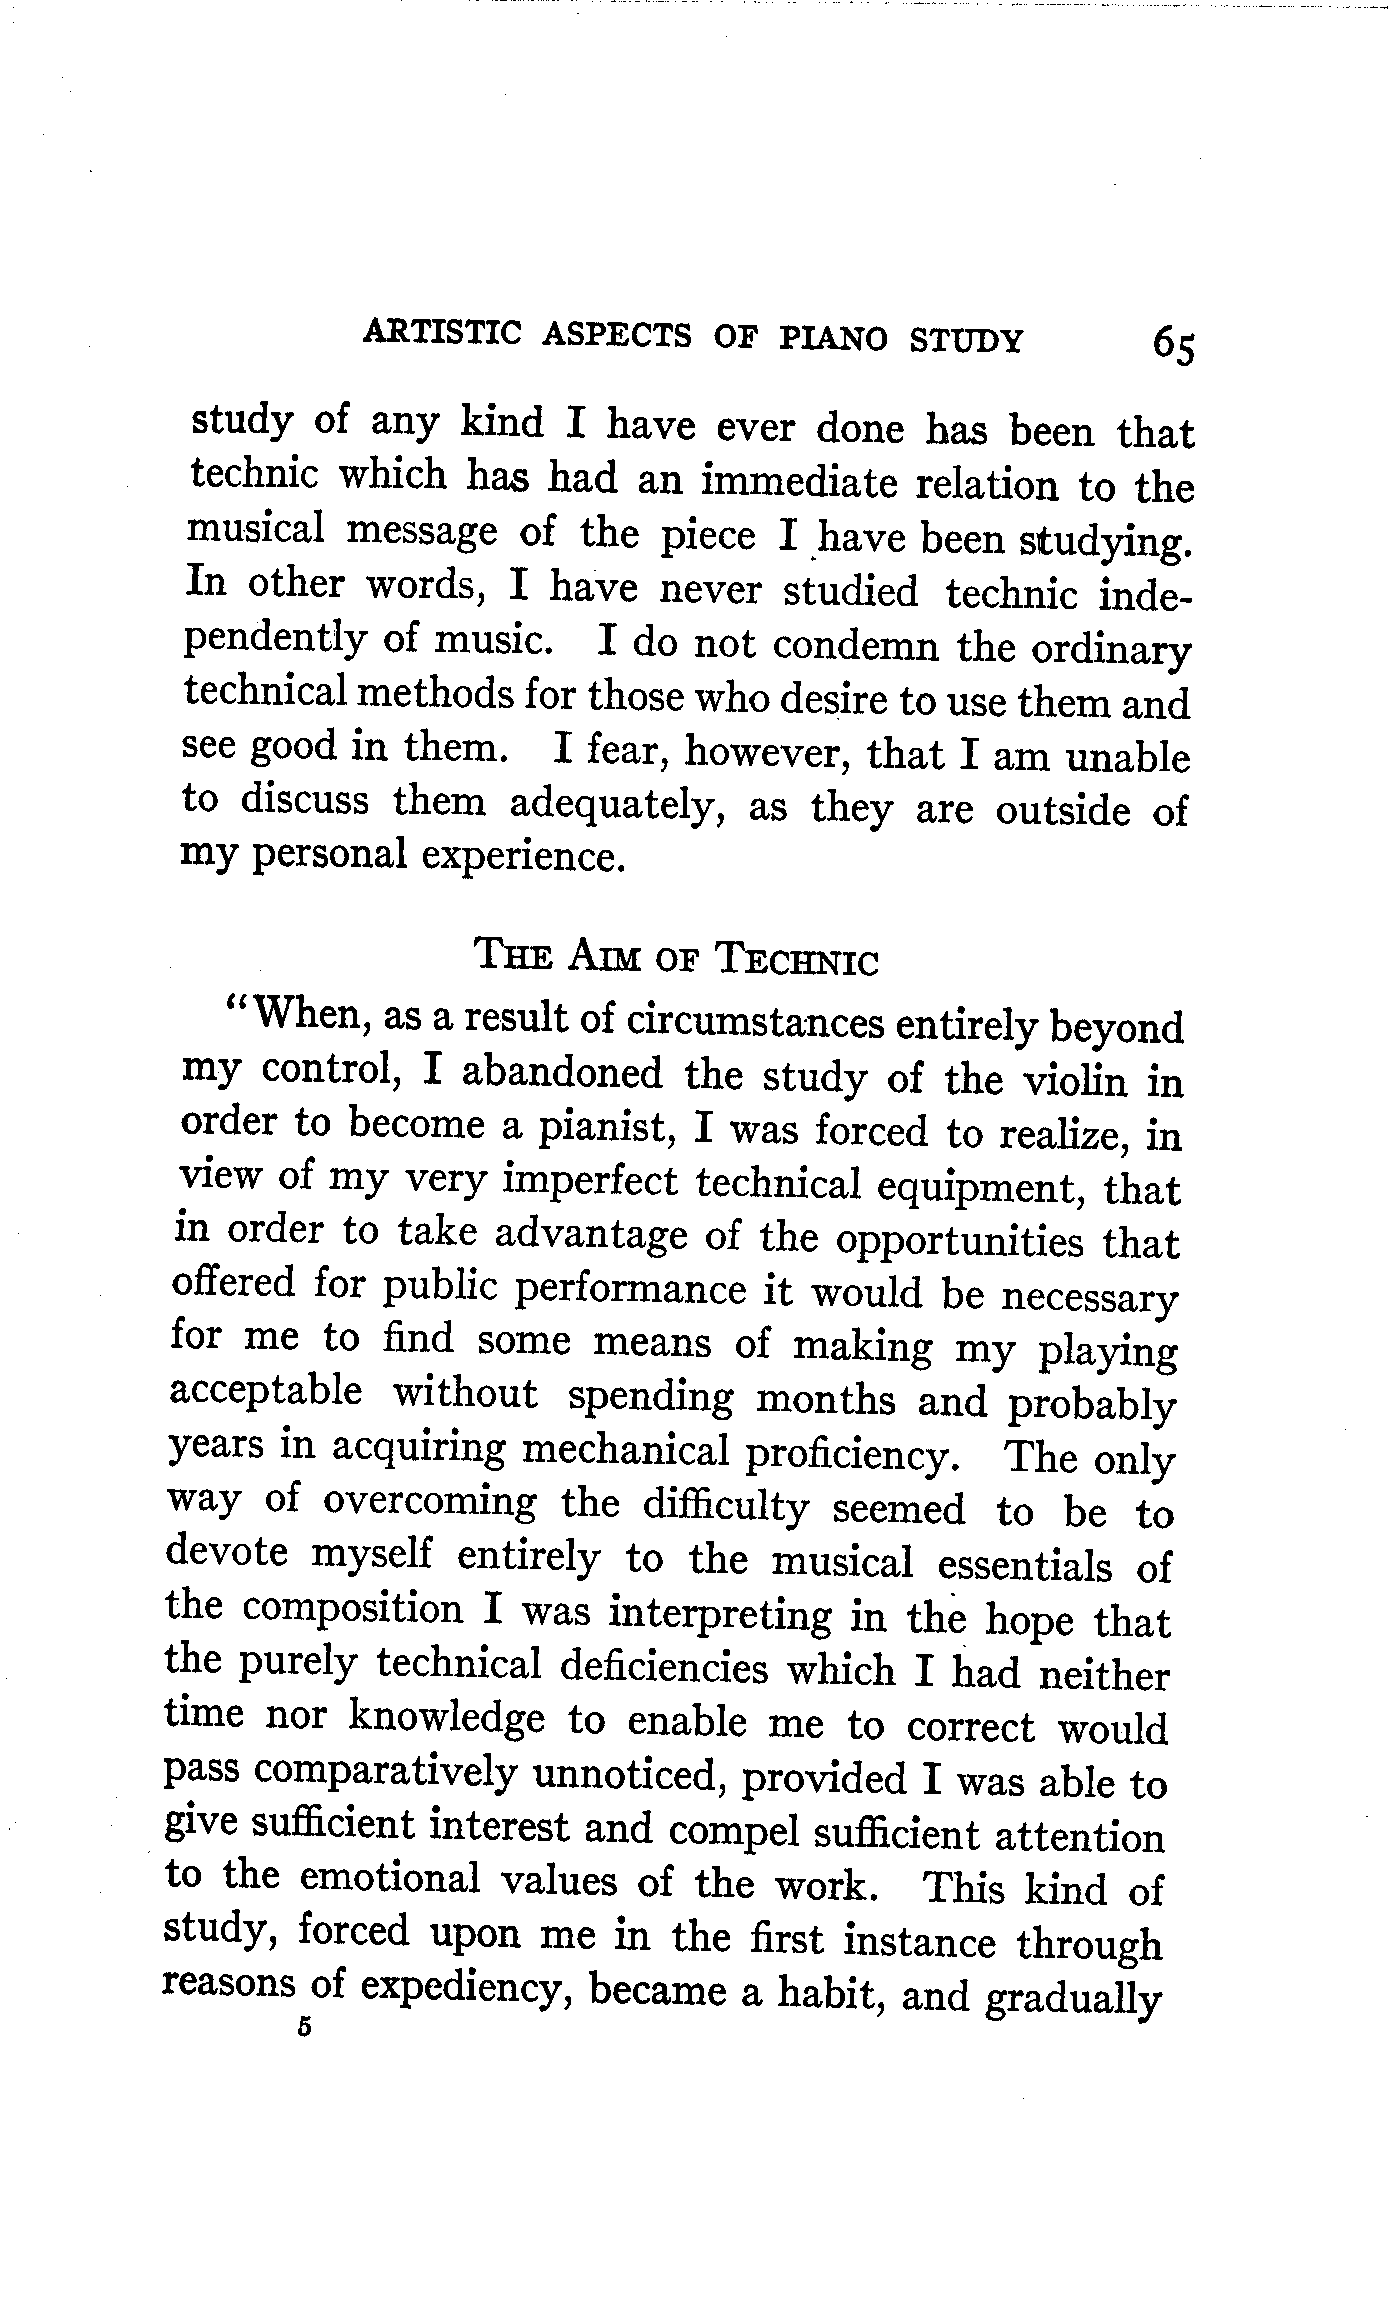 ARTISTIC ASPECTS OF PIANO STUDY 65
study of any kind I have ever done has been that
technic which has had an immediate relation to the
musical message of the piece I have been studying.
In other words, I have never studied technic inde-
pendently of music. I do not condemn the ordinary
technical methods for those who desire to use them and
see good in them. I fear, however, that I am unable
to discuss them adequately, as they are outside of
my personal experience.
THE AIM OF TECHNIC
"When, as a result of circumstances entirely beyond
my control, I abandoned the study of the violin in
order to become a pianist, I was forced to realize, in
view of my very imperfect technical equipment, that
in order to take advantage of the opportunities that
offered for public performance it would be necessary
for me to find some means of making my playing
acceptable without spending months and probably
years in acquiring mechanical proficiency. The only
way of overcoming the difficulty seemed to be to
devote myself entirely to the musical essentials of
the composition I was interpreting in the hope that
the purely technical deficiencies which I had neither
time nor knowledge to enable me to correct would
pass comparatively unnoticed, provided I was able to
give sufficient interest and compel sufficient attention
to the emotional values of the work. This kind of
study, forced upon me in the first instance through
reasons of expediency, became a habit, and gradually
5